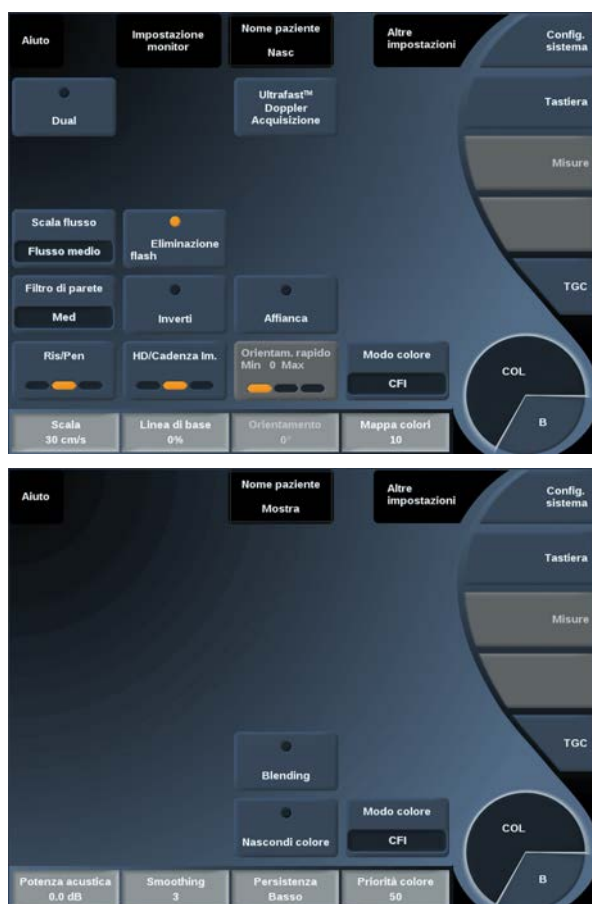 Aiuto
Impostazione
monitor
Nome paziente
Nasc
Altre
impostazioni
Config.
sistema
Dual
Ultrafast™
Doppler
Acquisizione
Tastiera
Misure
Scala flusso
Flusso medio
Eliminazione
flash
Filtro di parete
Med
Inverti
Affianca
TGC
Ris/Pen
HD/Cadenza Im.
Orientam. rapido
Min 0 Max
Modo colore
CFI
COL
B
Scala
30 cm/s
Linea di base
0%
Orientamento
0°
Mappa colori
10
Aiuto
Nome paziente
Mostra
Altre
impostazioni
Config.
sistema
Tastiera
Misure
TGC
Blending
Nascondi colore
Modo colore
CFI
COL
B
Potenza acustica
0.0 dB
Smoothing
3
Persistenza
Basso
Priorità colore
50